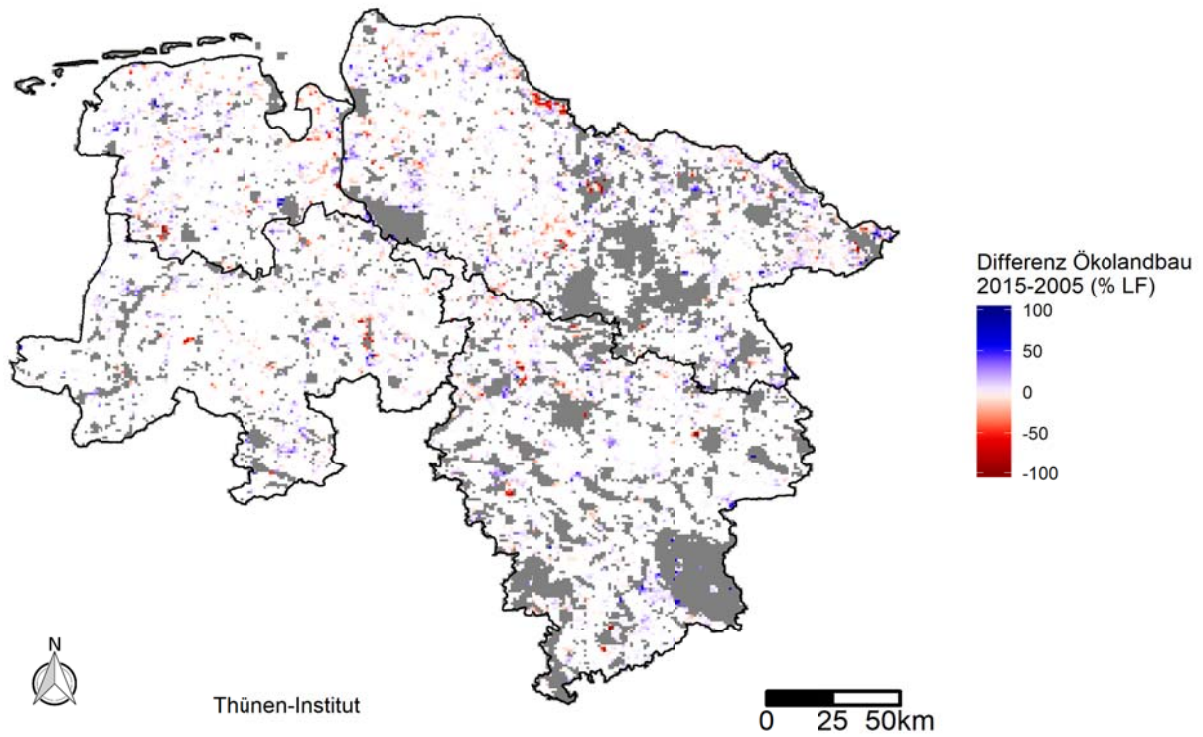 Differenz Ökolandbau
2015-2005 (% LF)
100
50
0
-50
-100
N
Thünen-Institut
0 25 50km